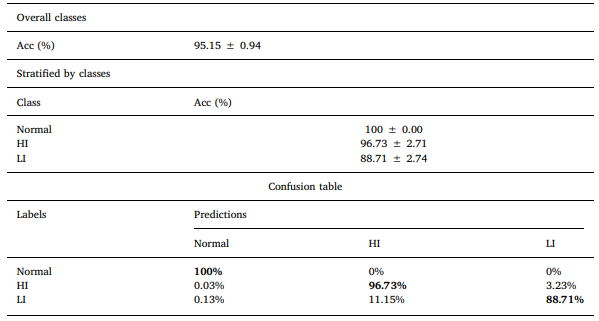 Overall classes
Acc (%) 95.15 ± 0.94
Stratified by classes
Class Acc (%)
Normal 100 ± 0.00
HI 96.73 ± 2.71
LI 88.71 ± 2.74
Confusion table
Labels Predictions
Normal HI LI
Normal 100% 0% 0%
HI 0.03% 96.73% 3.23%
LI 0.13% 11.15% 88.71%